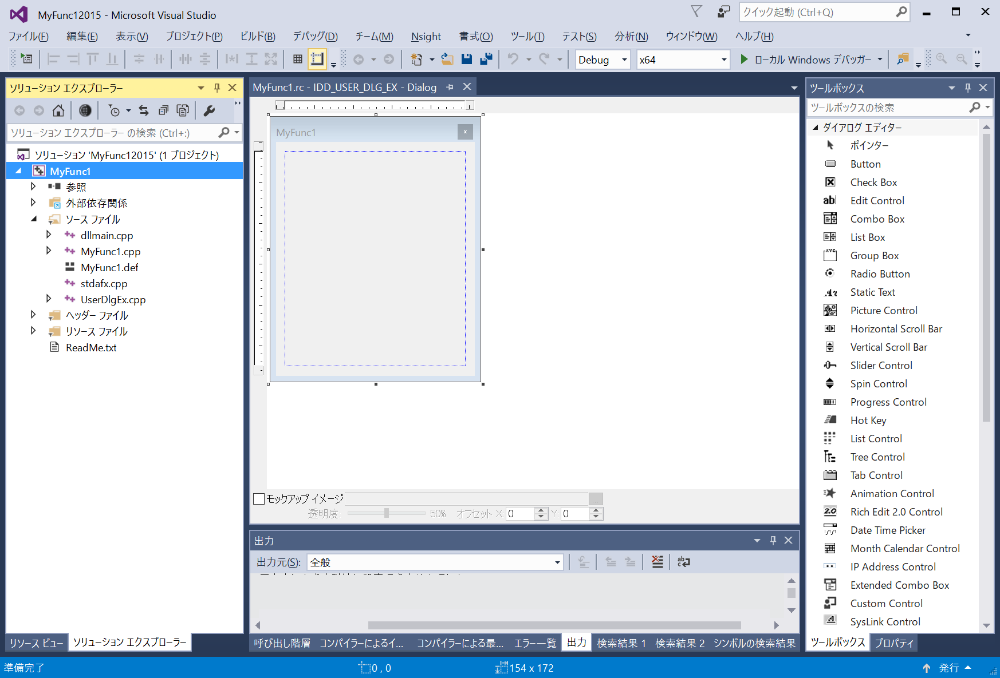 MyFunc12015 - Microsoft Visual Studio
クイック起動 (Ctrl+Q)
ファイル(F) 編集(E) 表示(V) プロジェクト(P) ビルド(B) デバッグ(D) チーム(M) Nsight 書式(O) ツール(T) テスト(S) 分析(N) ウィンドウ(W) ヘルプ(H)
Debug x64 ローカル Windows デバッガー
ソリューション エクスプローラー
ソリューション エクスプローラー の検索 (Ctrl+:)
ソリューション 'MyFunc12015' (1 プロジェクト)
MyFunc1
参照
外部依存関係
ソース ファイル
dllmain.cpp
MyFunc1.cpp
MyFunc1.def
stdafx.cpp
UserDlgEx.cpp
ヘッダー ファイル
リソース ファイル
ReadMe.txt
リソース ビュー ソリューション エクスプローラー
MyFunc1.rc - IDD_USER_DLG_EX - Dialog
MyFunc1
モックアップ イメージ ...
透明度: 50% オフセット X: 0 Y: 0
出力
出力元(S): 全般
呼び出し階層 コンパイラーによるイ... コンパイラーによる最... エラー一覧 出力 検索結果 1 検索結果 2 シンボルの検索結果
ツールボックス
ツールボックスの検索
ダイアログ エディター
ポインター
Button
Check Box
Edit Control
Combo Box
List Box
Group Box
Radio Button
Static Text
Picture Control
Horizontal Scroll Bar
Vertical Scroll Bar
Slider Control
Spin Control
Progress Control
Hot Key
List Control
Tree Control
Tab Control
Animation Control
Rich Edit 2.0 Control
Date Time Picker
Month Calendar Control
IP Address Control
Extended Combo Box
Custom Control
SysLink Control
ツールボックス プロパティ
準備完了 0 , 0 154 x 172 発行